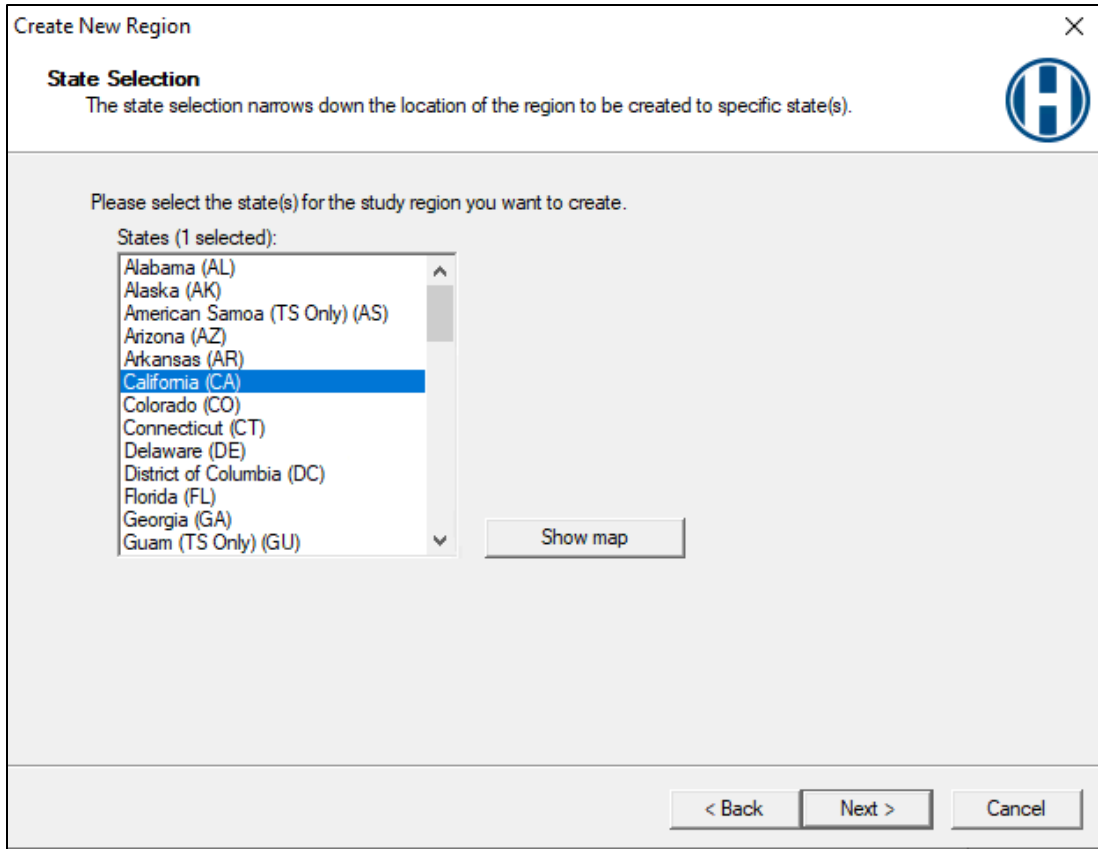 Create New Region
State Selection
The state selection narrows down the location of the region to be created to specific state(s).
Please select the state(s) for the study region you want to create.
States (1 selected):
Alabama (AL)
Alaska (AK)
American Samoa (TS Only) (AS)
Arizona (AZ)
Arkansas (AR)
California (CA)
Colorado (CO)
Connecticut (CT)
Delaware (DE)
District of Columbia (DC)
Florida (FL)
Georgia (GA)
Guam (TS Only) (GU)
Show map
< Back
Next >
Cancel